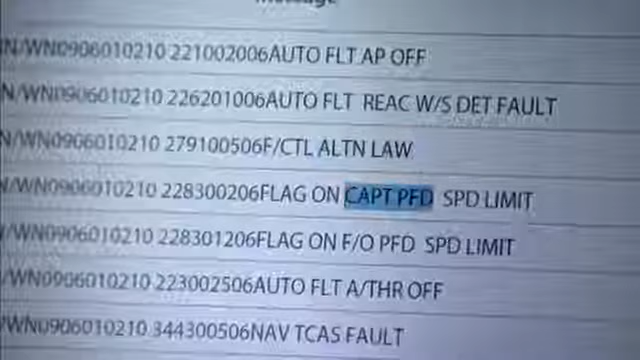 Message
N/WN0906010210 221002006AUTO FLT AP OFF
N/WN0906010210 226201006AUTO FLT REAC W/S DET FAULT
N/WN0906010210 279100506F/CTL ALTN LAW
N/WN0906010210 228300206FLAG ON CAPT PFD SPD LIMIT
/WN0906010210 228301206FLAG ON F/O PFD SPD LIMIT
/WN0906010210 223002506AUTO FLT A/THR OFF
/WN0906010210 344300506NAV TCAS FAULT